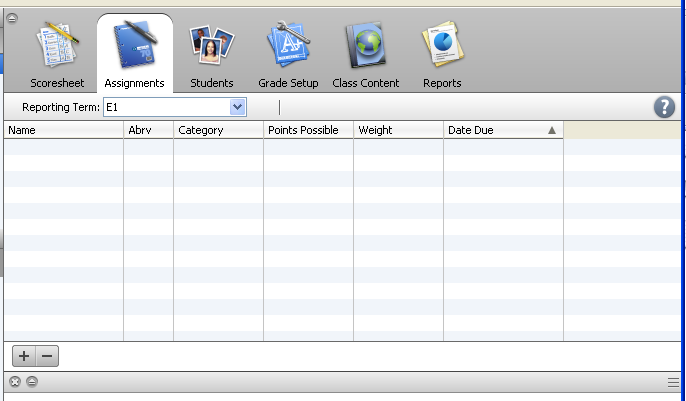 Scoresheet Assignments Students Grade Setup Class Content Reports
Reporting Term: E1
Name Abrv Category Points Possible Weight Date Due